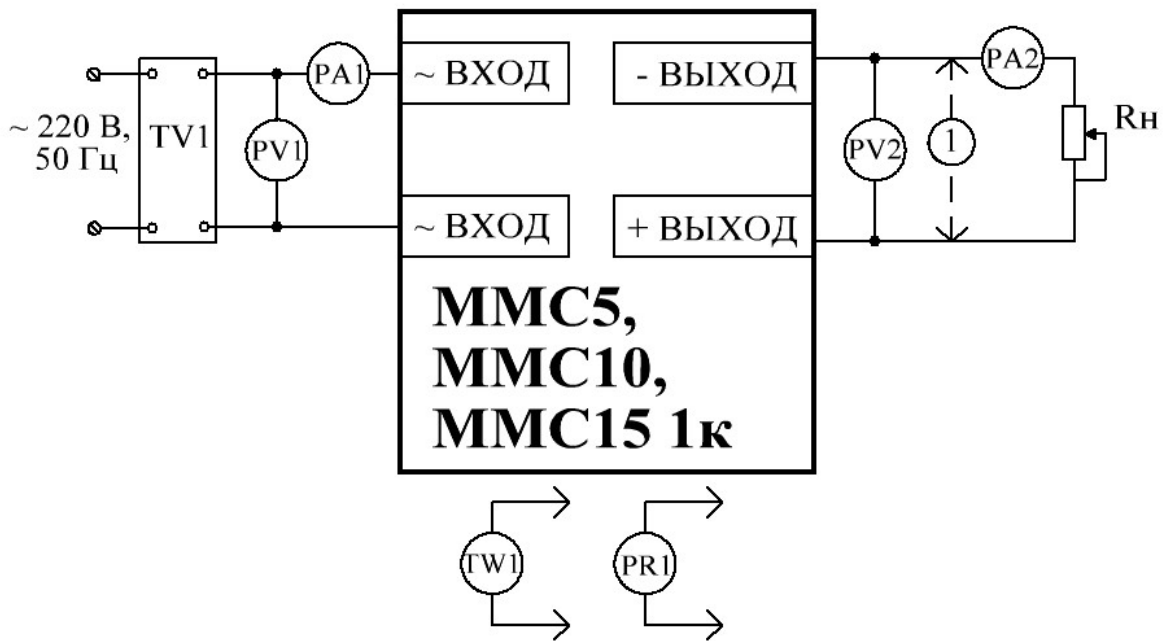 ~ 220 В,
50 Гц
TV1
PV1
PA1
~ ВХОД
~ ВХОД
- ВЫХОД
+ ВЫХОД
ММС5,
ММС10,
ММС15 1к
PV2
1
PA2
Rн
TW1
PR1